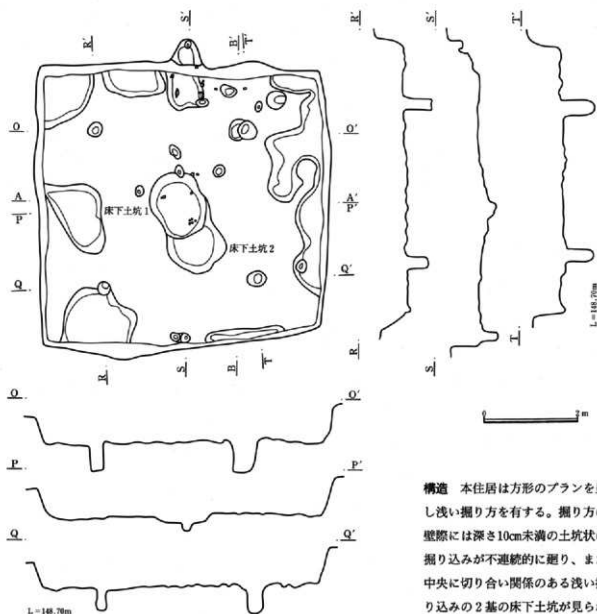 S′
R′
B′
T′
R′
S′
T′
O
O′
A
P
A′
P′
床下土坑1
床下土坑2
Q
Q′
L=148.70m
R
S
B
T
R
S
T
O
O′
0
2 m
P
P′
Q
Q′
L=148.70m
構造 本住居は方形のプランを
し浅い掘り方を有する。掘り方
壁際には深さ10cm未満の土坑状
掘り込みが不連続的に廻り、ま
中央に切り合い関係のある浅い
り込みの2基の床下土坑が見ら